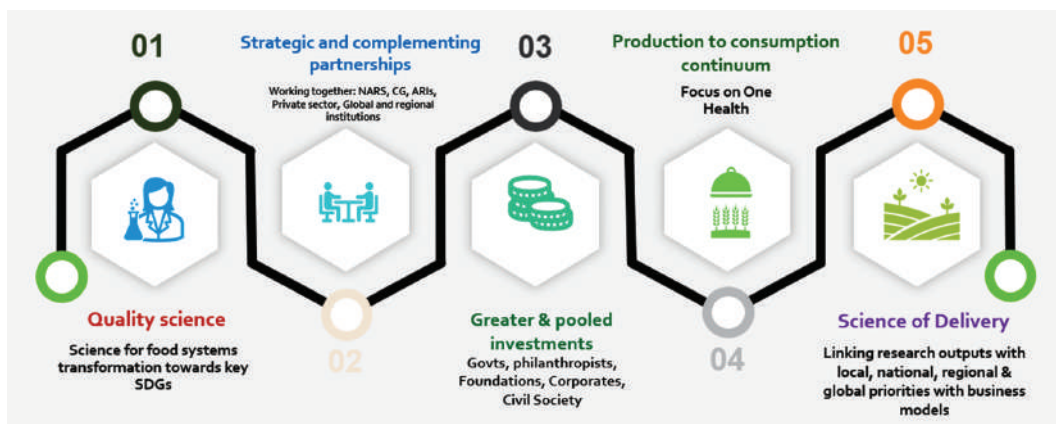 01
Quality science
Science for food systems
transformation towards key
SDGs
Strategic and complementing
partnerships
Working together: NARS, CG, ARIs,
Private sector, Global and regional
institutions
02
03
Greater & pooled
investments
Govts, philanthropists,
Foundations, Corporates,
Civil Society
Production to consumption
continuum
Focus on One
Health
04
05
Science of Delivery
Linking research outputs with
local, national, regional &
global priorities with business
models